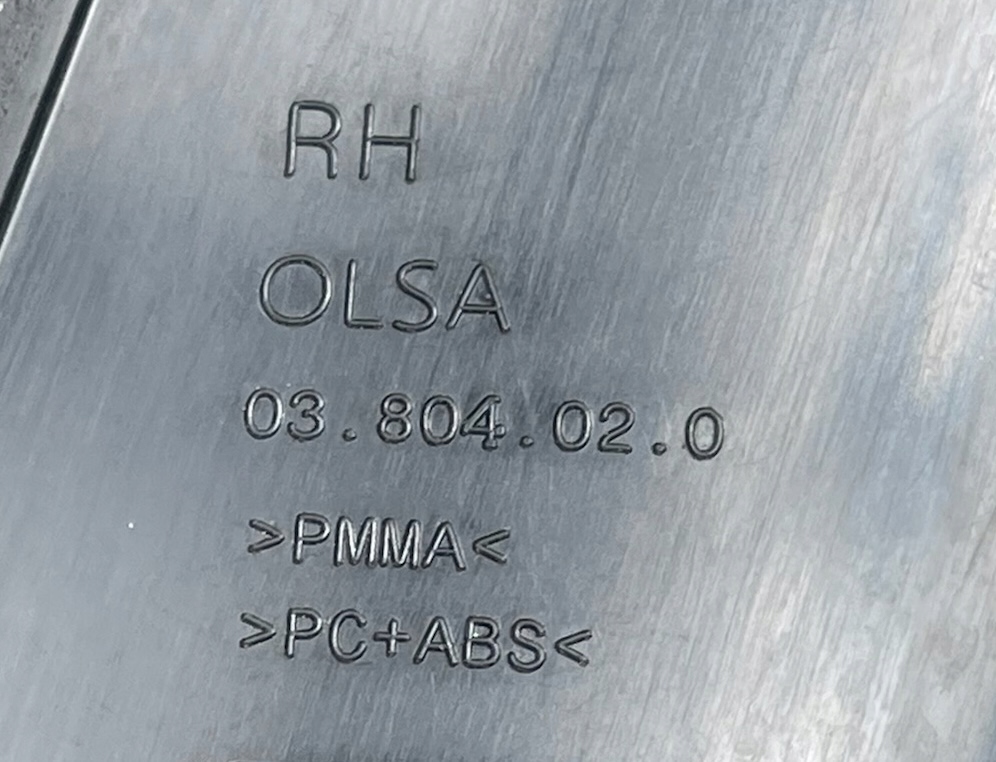 RH
OLSA
03.804.02.0
>PMMA<
>PC+ABS<